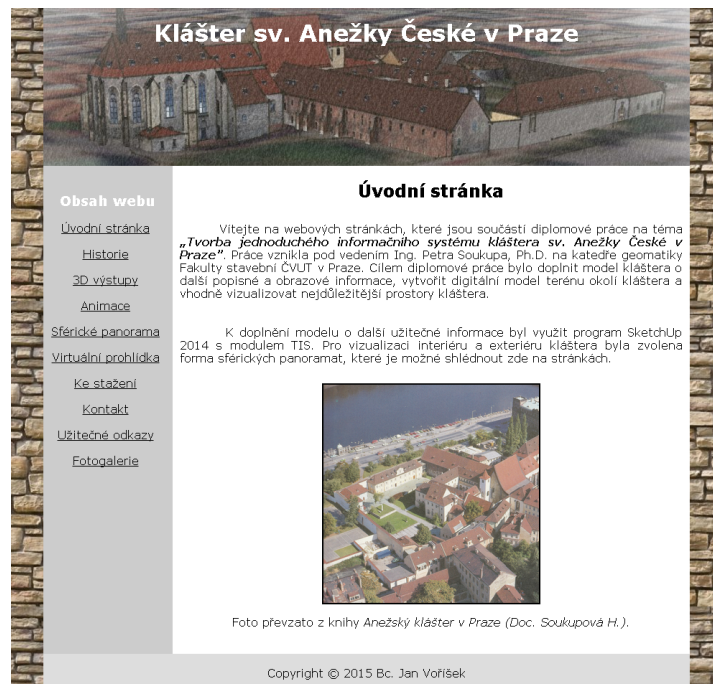 Klášter sv. Anežky České v Praze
Obsah webu
Úvodní stránka
Historie
3D výstupy
Animace
Sférické panorama
Virtuální prohlídka
Ke stažení
Kontakt
Užitečné odkazy
Fotogalerie
Úvodní stránka
Vítejte na webových stránkách, které jsou součástí diplomové práce na téma
„Tvorba jednoduchého informačního systému kláštera sv. Anežky České v
Praze”. Práce vznikla pod vedením Ing. Petra Soukupa, Ph.D. na katedře geomatiky
Fakulty stavební ČVUT v Praze. Cílem diplomové práce bylo doplnit model kláštera o
další popisné a obrazové informace, vytvořit digitální model terénu okolí kláštera a
vhodně vizualizovat nejdůležitější prostory kláštera.
K doplnění modelu o další užitečné informace byl využit program SketchUp
2014 s modulem TIS. Pro vizualizaci interiéru a exteriéru kláštera byla zvolena
forma sférických panoramat, které je možné shlédnout zde na stránkách.
Foto převzato z knihy Anežský klášter v Praze (Doc. Soukupová H.).
Copyright © 2015 Bc. Jan Voříšek